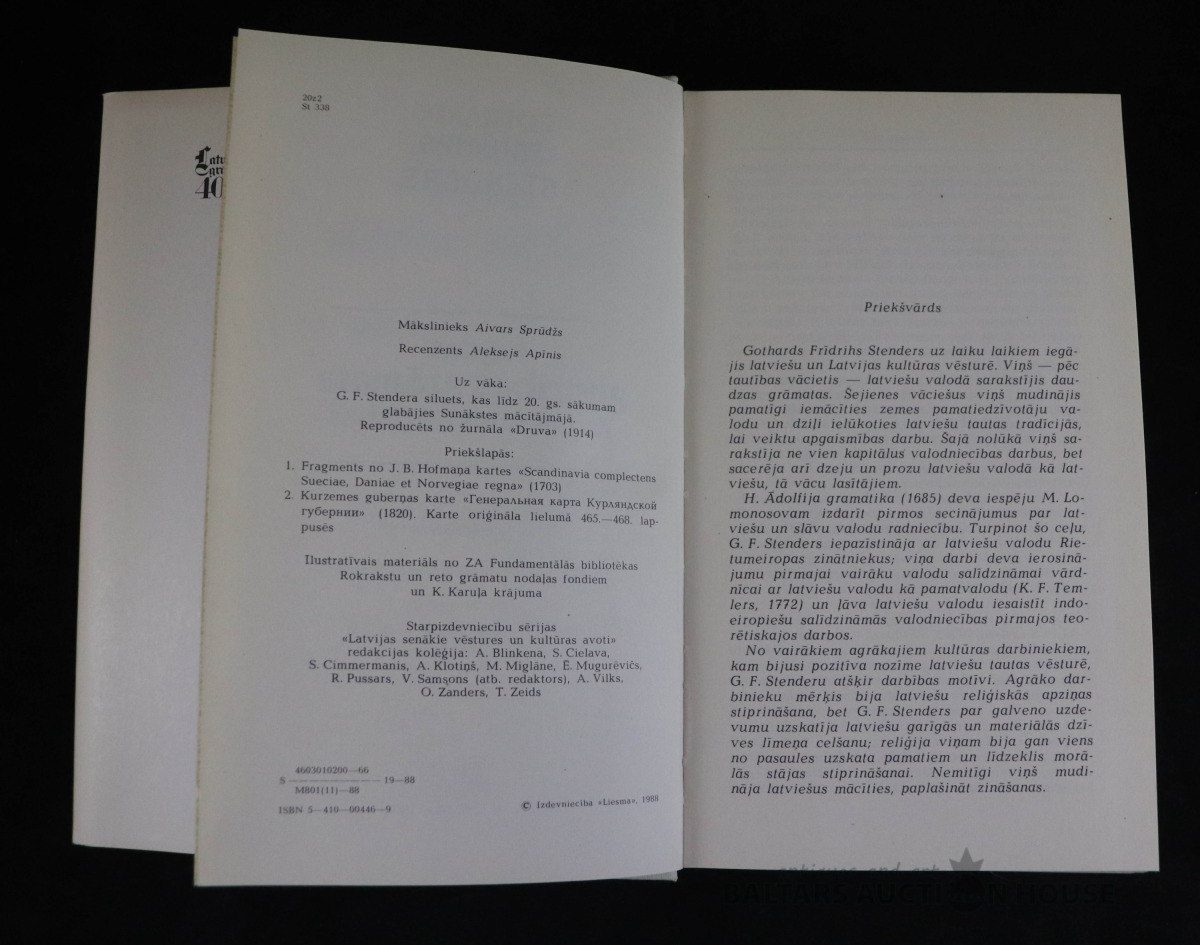 Latv
gra
40
20z2
St 338
Mākslinieks Aivars Sprūdžs
Recenzents Aleksejs Apinis
Uz vāka:
G. F. Stendera siluets, kas līdz 20. gs. sākumam
glabājies Sunākstes mācītājmājā.
Reproducēts no žurnāla «Druva» (1914)
Priekšlapās:
1. Fragments no J. B. Hofmaņa kartes «Scandinavia complectens
Sueciae, Daniae et Norvegiae regna» (1703)
2. Kurzemes guberņas karte «Генеральная карта Курляндской
губернии» (1820). Karte oriģināla lielumā 465.—468. lap-
pusēs
Ilustratīvais materiāls no ZA Fundamentālās bibliotēkas
Rokrakstu un reto grāmatu nodaļas fondiem
un K. Karuļa krājuma
Starpizdevniecību sērijas
«Latvijas senākie vēstures un kultūras avoti»
redakcijas kolēģija: A. Blinkena, S. Cielava,
S. Cimmermanis, A. Klotiņš, M. Miglāne, Ē. Mugurēvičs,
R. Pussars, V. Samsons (atb. redaktors), A. Vilks,
O. Zanders, T. Zeids
4603010200—66
S ——— 19—88
M801(11)—88
ISBN 5—410—00446—9
© Izdevniecība «Liesma», 1988
Priekšvārds
Gothards Frīdrihs Stenders uz laiku laikiem iegā-
jis latviešu un Latvijas kultūras vēsturē. Viņš — pēc
tautības vācietis — latviešu valodā sarakstījis dau-
dzas grāmatas. Šejienes vāciešus viņš mudinājis
pamatīgi iemācīties zemes pamatiedzīvotāju va-
lodu un dziļi ielūkoties latviešu tautas tradīcijās,
lai veiktu apgaismības darbu. Šajā nolūkā viņš sa-
rakstīja ne vien kapitālus valodniecības darbus, bet
sacerēja arī dzeju un prozu latviešu valodā kā lat-
viešu, tā vācu lasītājiem.
H. Ādolfija gramatika (1685) deva iespēju M. Lo-
monosovam izdarīt pirmos secinājumus par lat-
viešu un slāvu valodu radniecību. Turpinot šo ceļu,
G. F. Stenders iepazīstināja ar latviešu valodu Rie-
tumeiropas zinātniekus; viņa darbi deva ierosinā-
jumu pirmajai vairāku valodu salīdzināmai vārd-
nīcai ar latviešu valodu kā pamatvalodu (K. F. Tem-
lers, 1772) un ļāva latviešu valodu iesaistīt indo-
eiropiešu salīdzināmās valodniecības pirmajos teo-
rētiskajos darbos.
No vairākiem agrākajiem kultūras darbiniekiem,
kam bijusi pozitīva nozīme latviešu tautas vēsturē,
G. F. Stenderu atšķir darbības motīvi. Agrāko dar-
binieku mērķis bija latviešu reliģiskās apziņas
stiprināšana, bet G. F. Stenders par galveno uzde-
vumu uzskatīja latviešu garīgās un materiālās dzī-
ves līmeņa celšanu; reliģija viņam bija gan viens
no pasaules uzskata pamatiem un līdzeklis morā-
lās stājas stiprināšanai. Nemitīgi viņš mudi-
nāja latviešus mācīties, paplašināt zināšanas.
BALTARS AUCTION HOUSE